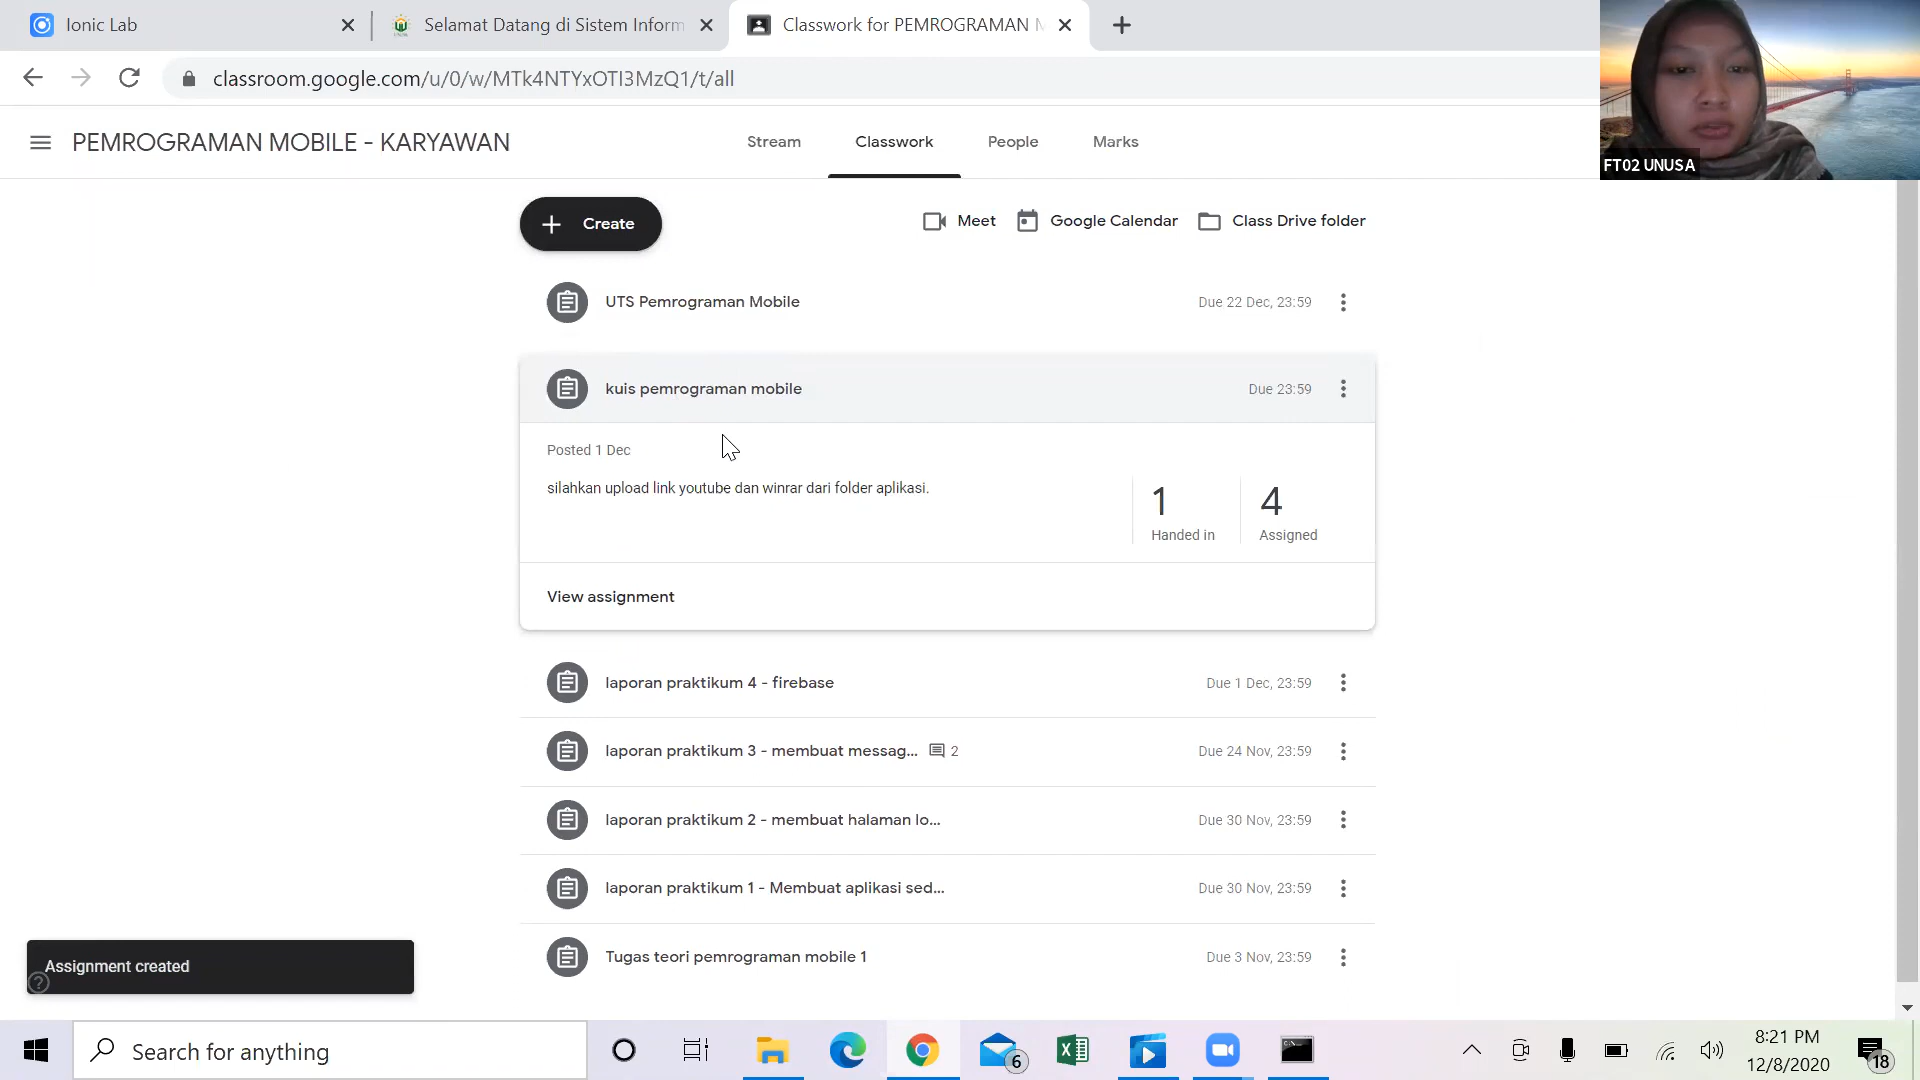 Ionic Lab
Selamat Datang di Sistem Inform
Classwork for PEMROGRAMAN M
classroom.google.com/u/0/w/MTk4NTYxOTI3MzQ1/t/all
FT02 UNUSA
PEMROGRAMAN MOBILE - KARYAWAN
Stream
Classwork
People
Marks
Create
Meet
Google Calendar
Class Drive folder
UTS Pemrograman Mobile
Due 22 Dec, 23:59
kuis pemrograman mobile
Due 23:59
Posted 1 Dec
silahkan upload link youtube dan winrar dari folder aplikasi.
1
Handed in
4
Assigned
View assignment
laporan praktikum 4 - firebase
Due 1 Dec, 23:59
laporan praktikum 3 - membuat messag...
2
Due 24 Nov, 23:59
laporan praktikum 2 - membuat halaman lo...
Due 30 Nov, 23:59
laporan praktikum 1 - Membuat aplikasi sed...
Due 30 Nov, 23:59
Tugas teori pemrograman mobile 1
Due 3 Nov, 23:59
Assignment created
Search for anything
6
8:21 PM
12/8/2020
18